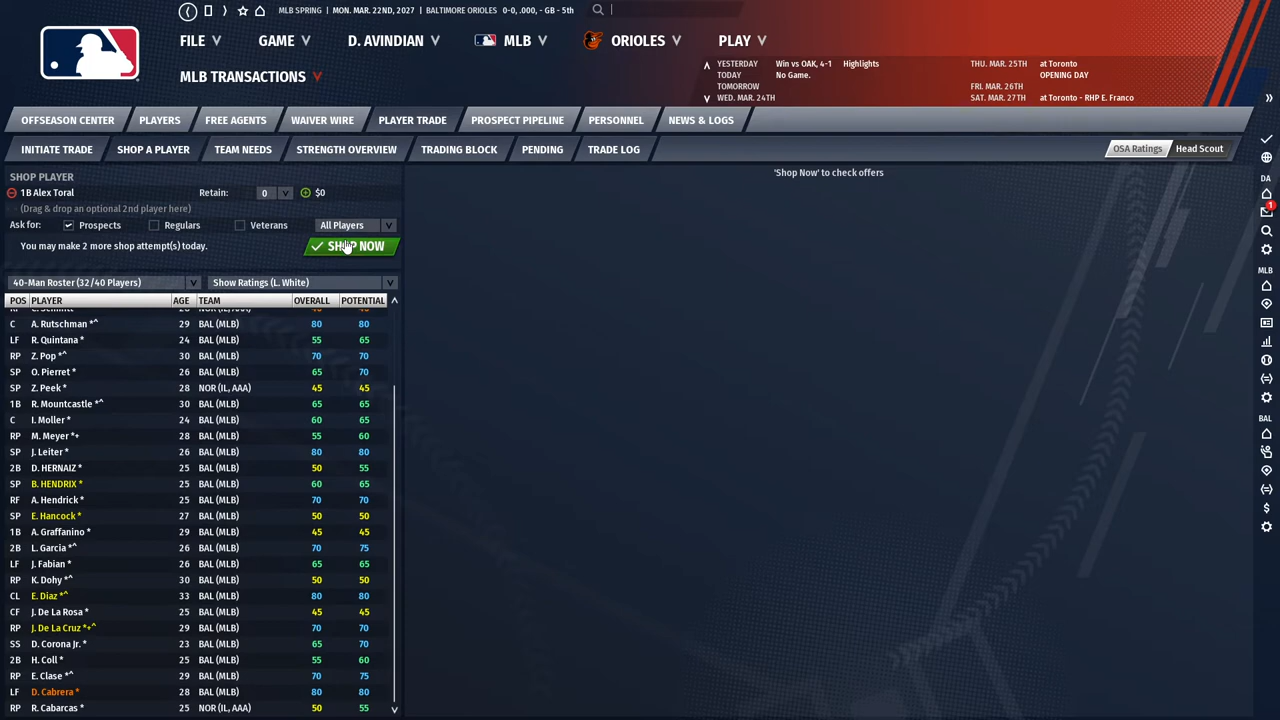 MLB SPRING | MON. MAR. 22ND, 2027 | BALTIMORE ORIOLES 0-0, .000, - GB - 5th
FILE GAME D. AVINDIAN MLB ORIOLES PLAY
MLB TRANSACTIONS
YESTERDAY Win vs OAK, 4-1 Highlights THU. MAR. 25TH at Toronto
TODAY No Game. OPENING DAY
TOMORROW FRI. MAR. 26TH
WED. MAR. 24TH SAT. MAR. 27TH at Toronto - RHP E. Franco
OFFSEASON CENTER PLAYERS FREE AGENTS WAIVER WIRE PLAYER TRADE PROSPECT PIPELINE PERSONNEL NEWS & LOGS
INITIATE TRADE SHOP A PLAYER TEAM NEEDS STRENGTH OVERVIEW TRADING BLOCK PENDING TRADE LOG OSA Ratings Head Scout
SHOP PLAYER
'Shop Now' to check offers
1B Alex Toral Retain: 0 $0
(Drag & drop an optional 2nd player here)
Ask for: Prospects Regulars Veterans All Players
You may make 2 more shop attempt(s) today. SHOP NOW
40-Man Roster (32/40 Players) Show Ratings (L. White)
POS PLAYER AGE TEAM OVERALL POTENTIAL
C A. Rutschman *^ 29 BAL (MLB) 80 80
LF R. Quintana * 24 BAL (MLB) 55 65
RP Z. Pop *^ 30 BAL (MLB) 70 70
SP O. Pierret * 26 BAL (MLB) 65 70
SP Z. Peek * 28 NOR (IL, AAA) 45 45
1B R. Mountcastle *^ 30 BAL (MLB) 65 65
C I. Moller * 24 BAL (MLB) 60 65
RP M. Meyer *+ 28 BAL (MLB) 55 60
SP J. Leiter * 26 BAL (MLB) 80 80
2B D. HERNAIZ * 25 BAL (MLB) 50 55
SP B. HENDRIX * 25 BAL (MLB) 60 65
RF A. Hendrick * 25 BAL (MLB) 70 70
SP E. Hancock * 27 BAL (MLB) 50 50
1B A. Graffanino * 29 BAL (MLB) 45 45
2B L. Garcia *^ 26 BAL (MLB) 70 75
LF J. Fabian * 26 BAL (MLB) 65 65
RP K. Dohy *^ 30 BAL (MLB) 50 50
CL E. Diaz *^ 33 BAL (MLB) 80 80
CF J. De La Rosa * 25 BAL (MLB) 45 45
RP J. De La Cruz *+^ 29 BAL (MLB) 70 70
SS D. Corona Jr. * 23 BAL (MLB) 65 70
2B H. Coll * 25 BAL (MLB) 55 60
RP E. Clase *^ 29 BAL (MLB) 70 75
LF D. Cabrera * 28 BAL (MLB) 80 80
RP R. Cabarcas * 25 NOR (IL, AAA) 50 55
DA
1
MLB
BAL